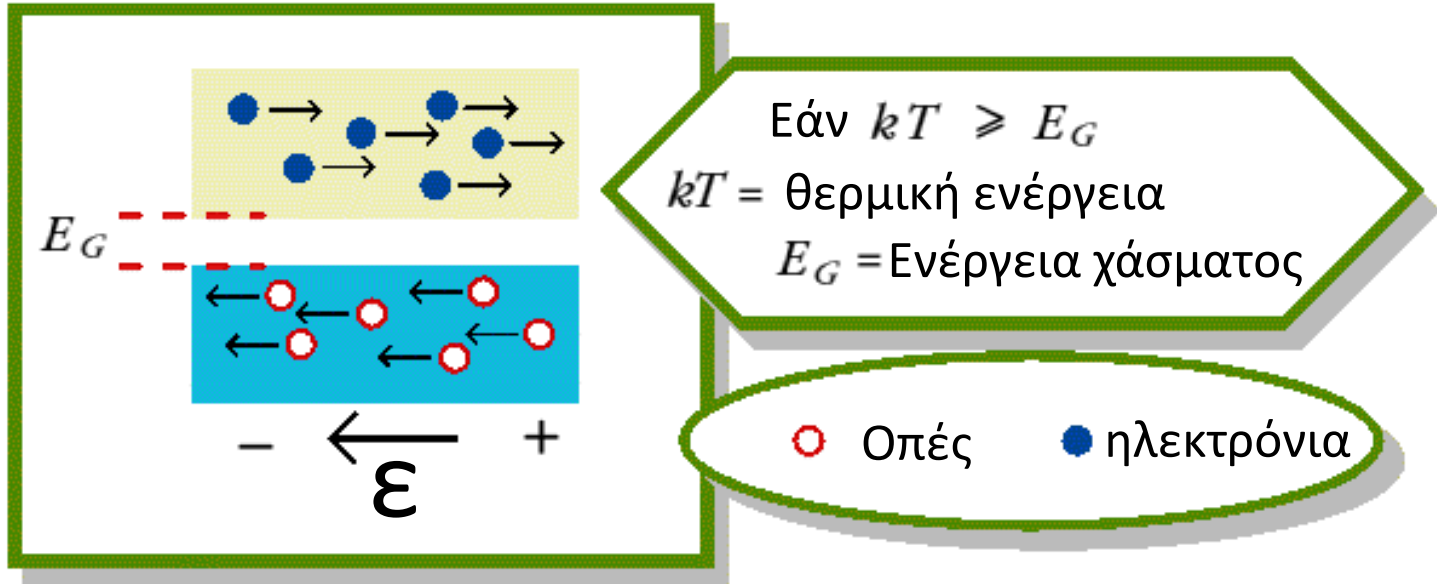 Εάν kT ⩾ E_G
kT = θερμική ενέργεια
E_G
E_G = Ενέργεια χάσματος
− +
ε
Οπές ηλεκτρόνια